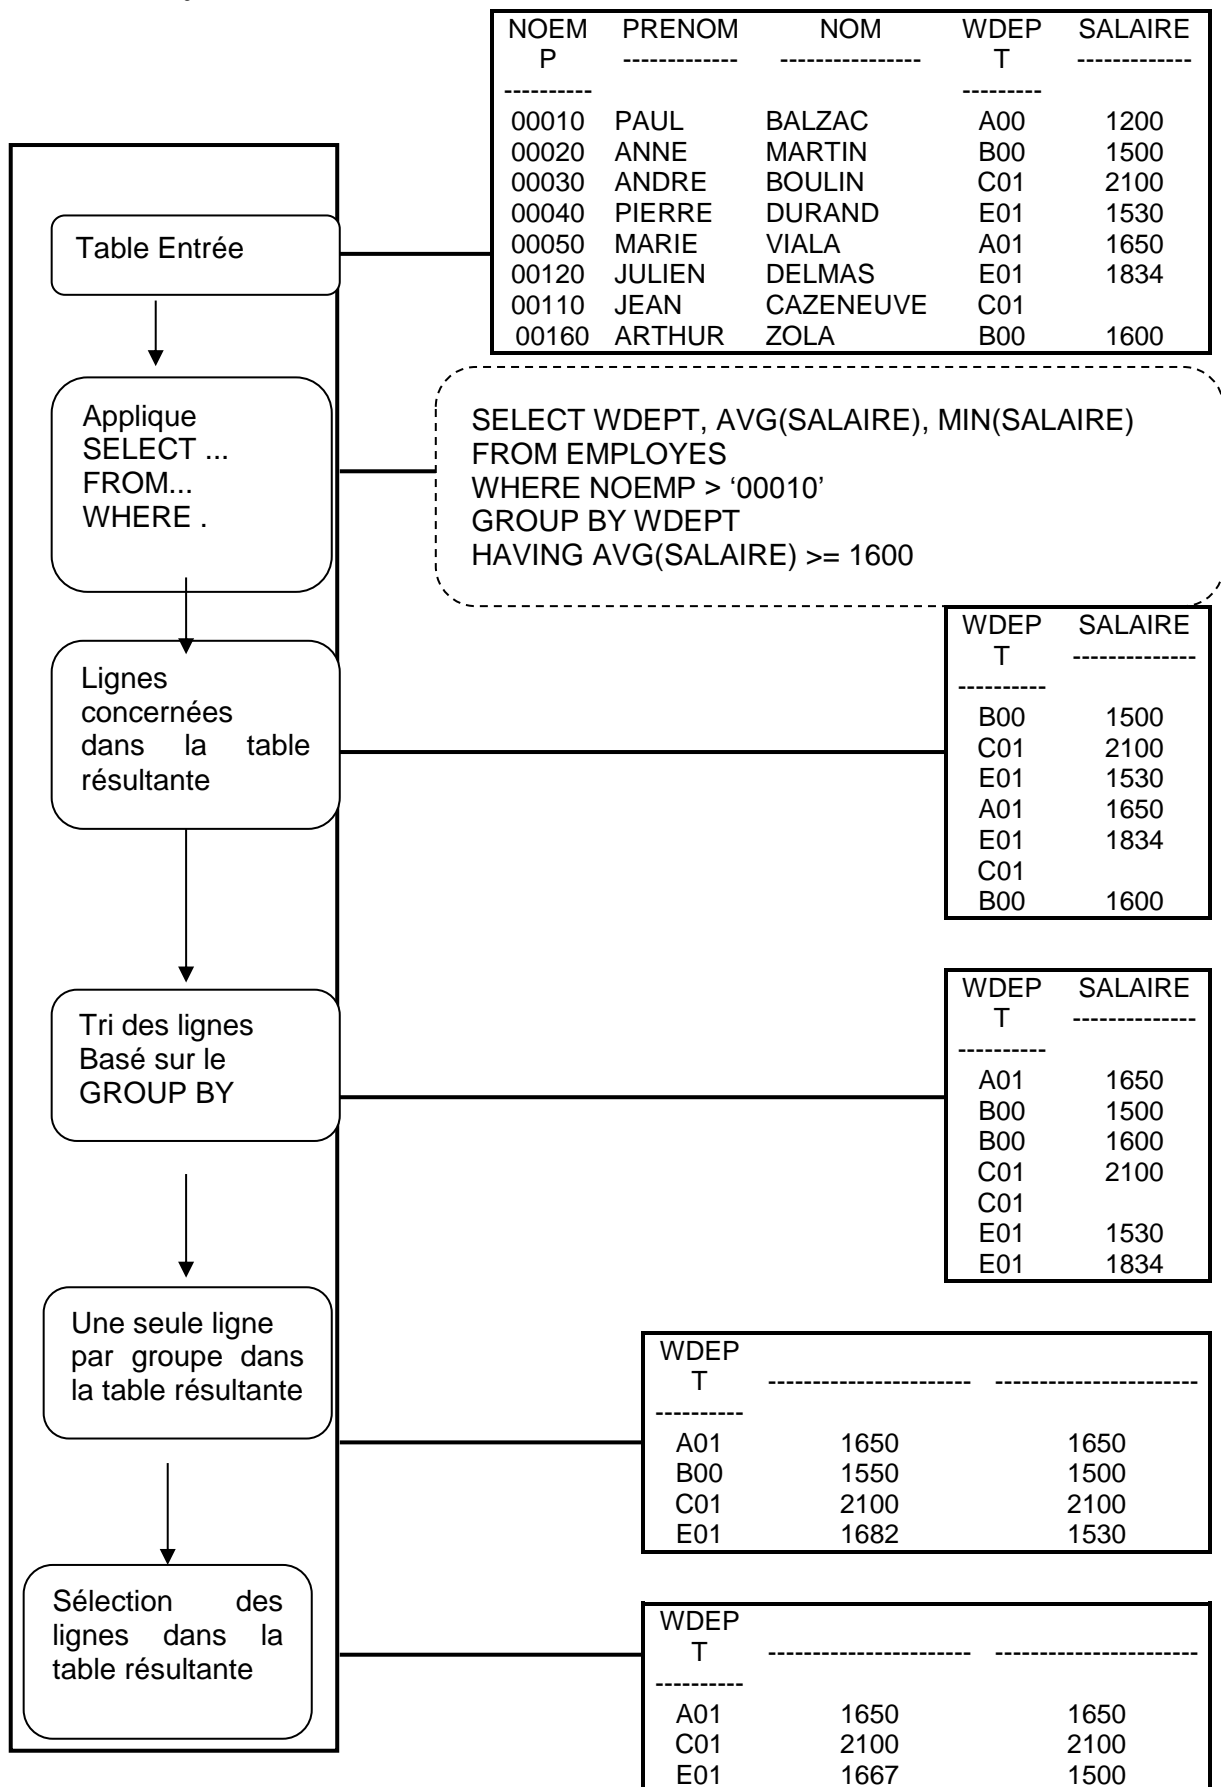 NOEM PRENOM NOM WDEP SALAIRE
P ------------- ---------------- T -------------
---------- ---------
00010 PAUL BALZAC A00 1200
00020 ANNE MARTIN B00 1500
00030 ANDRE BOULIN C01 2100
00040 PIERRE DURAND E01 1530
00050 MARIE VIALA A01 1650
00120 JULIEN DELMAS E01 1834
00110 JEAN CAZENEUVE C01
00160 ARTHUR ZOLA B00 1600
Table Entrée
Applique
SELECT ...
FROM...
WHERE .
SELECT WDEPT, AVG(SALAIRE), MIN(SALAIRE)
FROM EMPLOYES
WHERE NOEMP > ‘00010’
GROUP BY WDEPT
HAVING AVG(SALAIRE) >= 1600
Lignes
concernées
dans la table
résultante
WDEP SALAIRE
T --------------
----------
B00 1500
C01 2100
E01 1530
A01 1650
E01 1834
C01
B00 1600
Tri des lignes
Basé sur le
GROUP BY
WDEP SALAIRE
T --------------
----------
A01 1650
B00 1500
B00 1600
C01 2100
C01
E01 1530
E01 1834
Une seule ligne
par groupe dans
la table résultante
WDEP
T ----------------------- -----------------------
----------
A01 1650 1650
B00 1550 1500
C01 2100 2100
E01 1682 1530
Sélection des
lignes dans la
table résultante
WDEP
T ----------------------- -----------------------
----------
A01 1650 1650
C01 2100 2100
E01 1667 1500